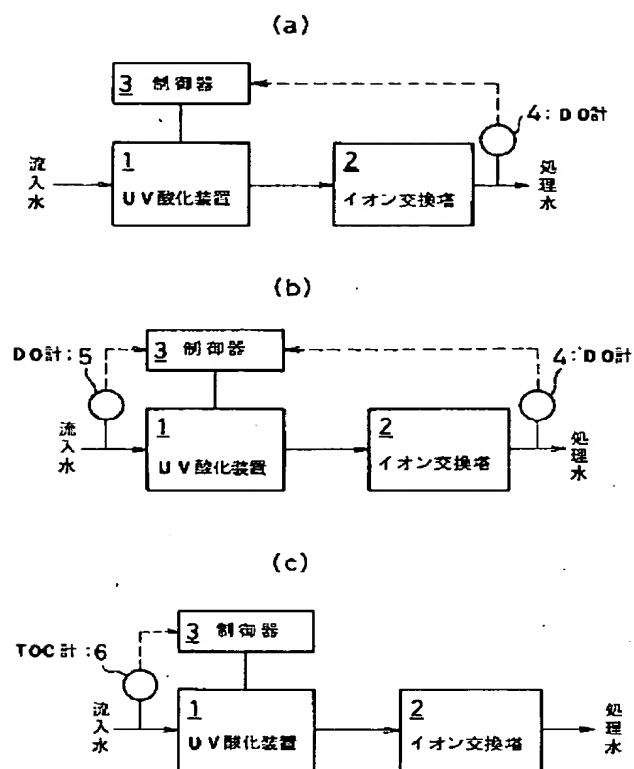 (a)
3 制御器
4:DO計
流入水
1
UV酸化装置
2
イオン交換塔
処理水
(b)
DO計:5
3 制御器
4:DO計
流入水
1
UV酸化装置
2
イオン交換塔
処理水
(c)
TOC計:6
3 制御器
流入水
1
UV酸化装置
2
イオン交換塔
処理水